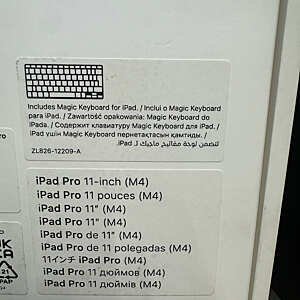 Includes Magic Keyboard for iPad. / Inclui o Magic Keyboard
para iPad. / Zawartość opakowania: Magic Keyboard do
iPada. / Содержит клавиатуру Magic Keyboard для iPad. /
iPad үшін Magic Keyboard пернетақтасын қамтиды. /
تتضمن لوحة مفاتيح ماجيك لـ iPad.
ZL826-12209-A
iPad Pro 11-inch (M4)
iPad Pro 11 pouces (M4)
iPad Pro 11" (M4)
iPad Pro 11" (M4)
iPad Pro de 11" (M4)
iPad Pro de 11 polegadas (M4)
11インチ iPad Pro (M4)
iPad Pro 11 дюймов (M4)
iPad Pro 11 дюймів (M4)
21
PAP